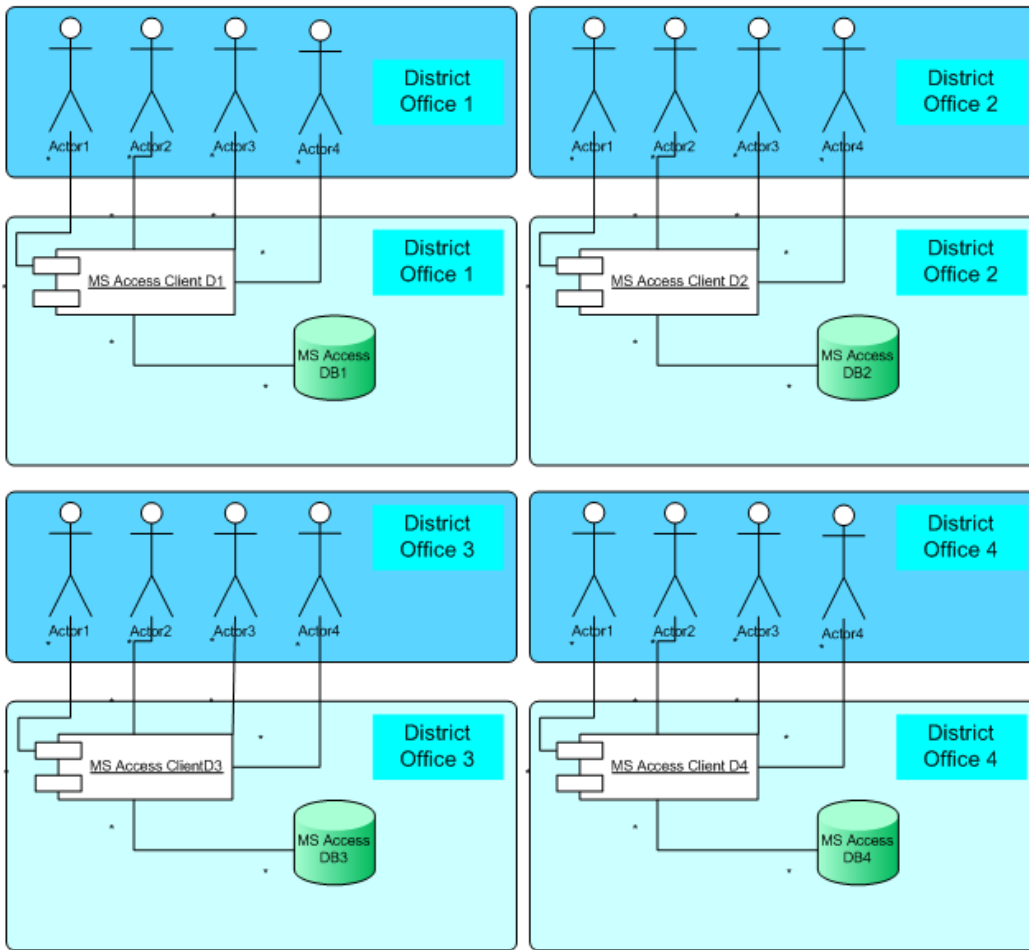 District
Office 1
Actor1
Actor2
Actor3
Actor4
*
*
*
*
District
Office 2
Actor1
Actor2
Actor3
Actor4
*
*
*
*
*
*
*
District
Office 1
MS Access Client D1
*
*
MS Access
DB1
*
*
*
*
District
Office 2
MS Access Client D2
*
*
MS Access
DB2
*
District
Office 3
Actor1
Actor2
Actor3
Actor4
*
*
*
*
District
Office 4
Actor1
Actor2
Actor3
Actor4
*
*
*
*
*
*
*
District
Office 3
MS Access ClientD3
*
*
MS Access
DB3
*
*
*
*
District
Office 4
MS Access Client D4
*
*
MS Access
DB4
*